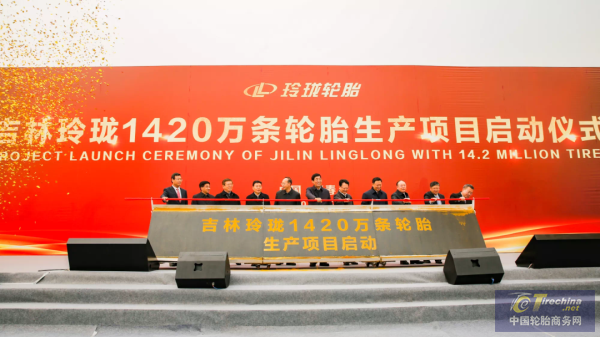 玲珑轮胎
吉林玲珑1420万条轮胎生产项目启动仪式
PROJECT LAUNCH CEREMONY OF JILIN LINGLONG WITH 14.2 MILLION TIRE
吉林玲珑1420万条轮胎
生产项目启动
Tirechina
.net
中国轮胎商务网